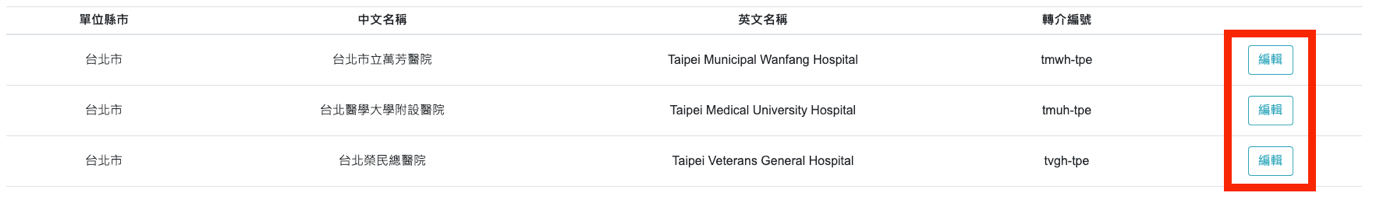 單位縣市 中文名稱 英文名稱 轉介編號
台北市 台北市立萬芳醫院 Taipei Municipal Wanfang Hospital tmwh-tpe 編輯
台北市 台北醫學大學附設醫院 Taipei Medical University Hospital tmuh-tpe 編輯
台北市 台北榮民總醫院 Taipei Veterans General Hospital tvgh-tpe 編輯